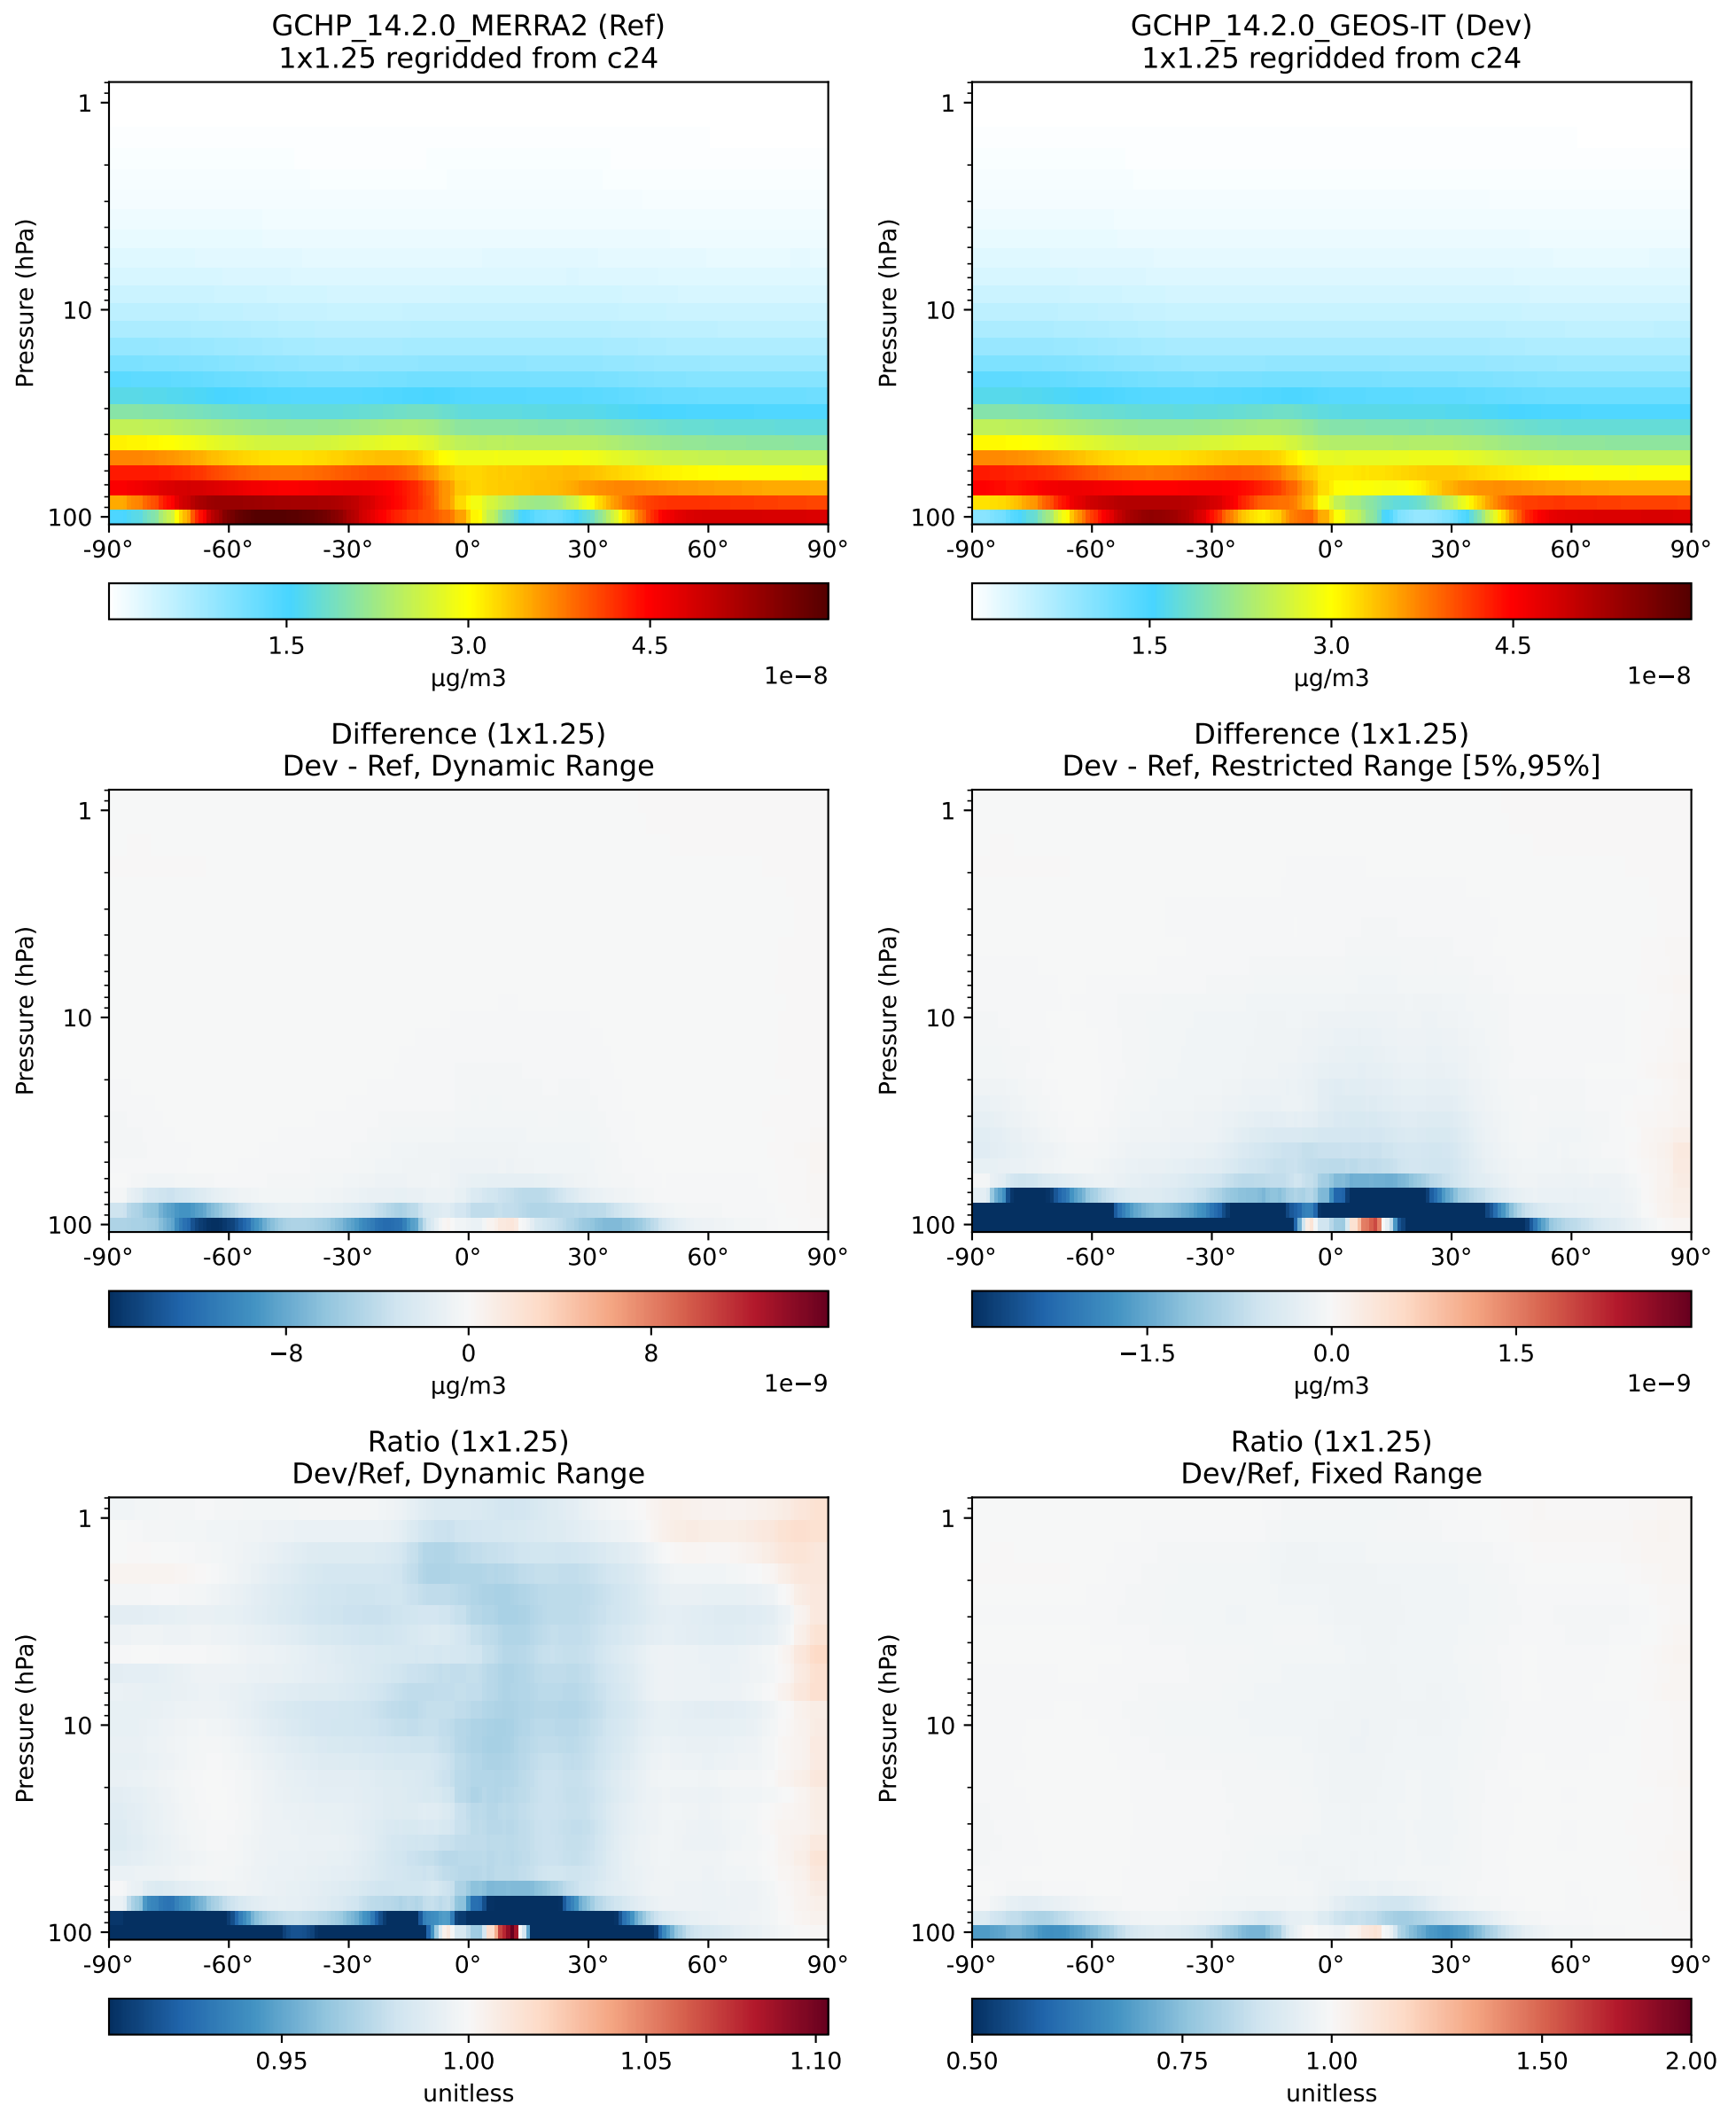 GCHP_14.2.0_MERRA2 (Ref)
1x1.25 regridded from c24
Pressure (hPa)
1
10
100
-90° -60° -30° 0° 30° 60° 90°
1.5 3.0 4.5
µg/m3
1e−8
GCHP_14.2.0_GEOS-IT (Dev)
1x1.25 regridded from c24
Pressure (hPa)
1
10
100
-90° -60° -30° 0° 30° 60° 90°
1.5 3.0 4.5
µg/m3
1e−8
Difference (1x1.25)
Dev - Ref, Dynamic Range
Pressure (hPa)
1
10
100
-90° -60° -30° 0° 30° 60° 90°
−8 0 8
µg/m3
1e−9
Difference (1x1.25)
Dev - Ref, Restricted Range [5%,95%]
Pressure (hPa)
1
10
100
-90° -60° -30° 0° 30° 60° 90°
−1.5 0.0 1.5
µg/m3
1e−9
Ratio (1x1.25)
Dev/Ref, Dynamic Range
Pressure (hPa)
1
10
100
-90° -60° -30° 0° 30° 60° 90°
0.95 1.00 1.05 1.10
unitless
Ratio (1x1.25)
Dev/Ref, Fixed Range
Pressure (hPa)
1
10
100
-90° -60° -30° 0° 30° 60° 90°
0.50 0.75 1.00 1.50 2.00
unitless